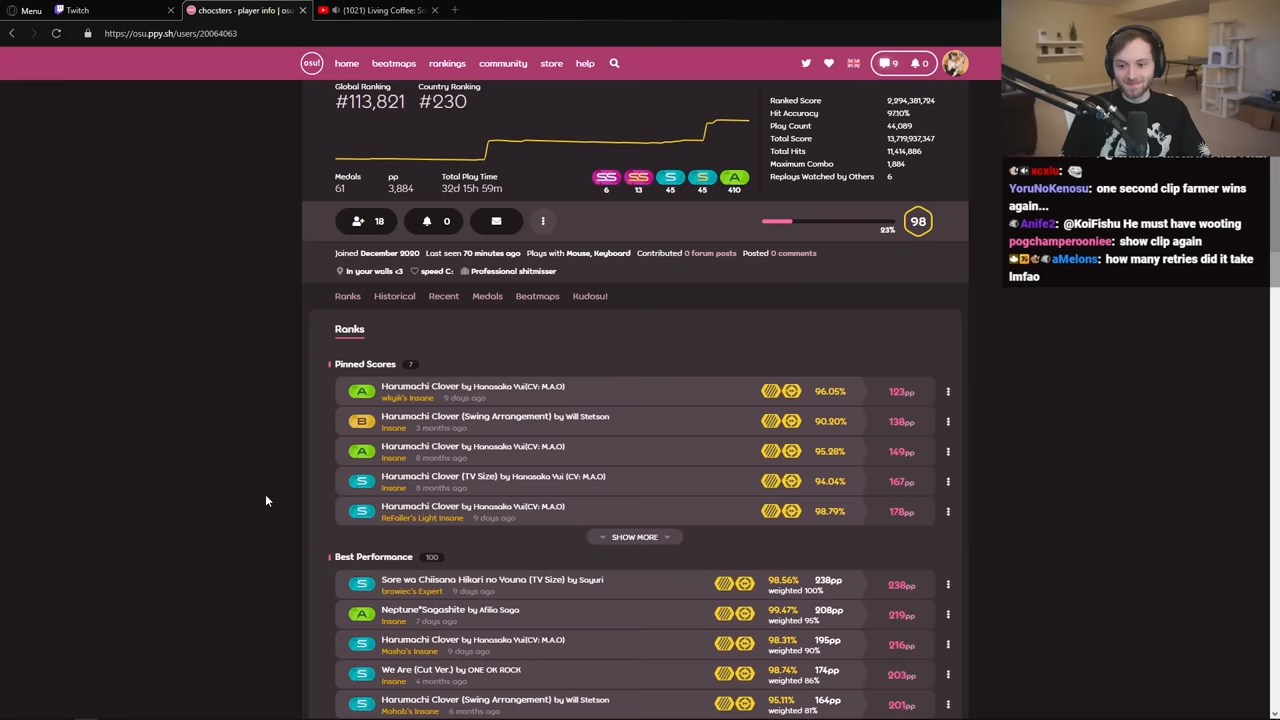 Menu
Twitch
chocsters · player info | osu
(1021) Living Coffee: S
https://osu.ppy.sh/users/20064063
osu!
home
beatmaps
rankings
community
store
help
9
0
Global Ranking
#113,821
Country Ranking
#230
Medals
61
pp
3,884
Total Play Time
32d 15h 59m
SS
6
SS
13
S
45
S
45
A
410
Ranked Score 2,294,381,724
Hit Accuracy 97.10%
Play Count 44,089
Total Score 13,719,937,347
Total Hits 11,414,886
Maximum Combo 1,884
Replays Watched by Others 6
18
0
23%
98
Joined December 2020 Last seen 70 minutes ago Plays with Mouse, Keyboard Contributed 0 forum posts Posted 0 comments
In your walls <3 speed C: Professional shitmisser
Ranks Historical Recent Medals Beatmaps Kudosu!
Ranks
Pinned Scores 7
A
Harumachi Clover by Hanasaka Yui(CV: M.A.O)
wkyik's Insane 9 days ago
96.05%
123pp
B
Harumachi Clover (Swing Arrangement) by Will Stetson
Insane 3 months ago
90.20%
138pp
A
Harumachi Clover by Hanasaka Yui(CV: M.A.O)
Insane 8 months ago
95.28%
149pp
S
Harumachi Clover (TV Size) by Hanasaka Yui (CV: M.A.O)
Insane 8 months ago
94.04%
167pp
S
Harumachi Clover by Hanasaka Yui(CV: M.A.O)
ReFaller's Light Insane 9 days ago
98.79%
178pp
SHOW MORE
Best Performance 100
S
Sore wa Chiisana Hikari no Youna (TV Size) by Sayuri
browiec's Expert 9 days ago
98.56% 238pp
weighted 100%
238pp
A
Neptune*Sagashite by Afilia Saga
Insane 7 days ago
99.47% 208pp
weighted 95%
219pp
S
Harumachi Clover by Hanasaka Yui(CV: M.A.O)
Masha's Insane 9 days ago
98.31% 195pp
weighted 90%
216pp
S
We Are (Cut Ver.) by ONE OK ROCK
Insane 4 months ago
98.74% 174pp
weighted 86%
203pp
S
Harumachi Clover (Swing Arrangement) by Will Stetson
Mahab's Insane 6 months ago
95.11% 164pp
weighted 81%
201pp
xcxiu:
YoruNoKenosu: one second clip farmer wins
again...
Anife2: @KoiFishu He must have wooting
pogchamperooniee: show clip again
aMelons: how many retries did it take
lmfao